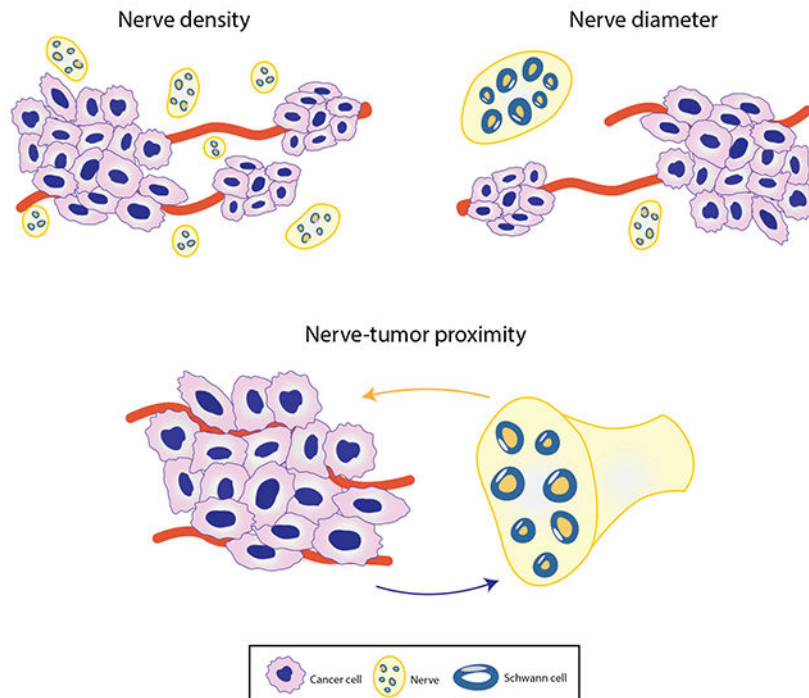 Nerve density
Nerve diameter
Nerve-tumor proximity
Cancer cell
Nerve
Schwann cell